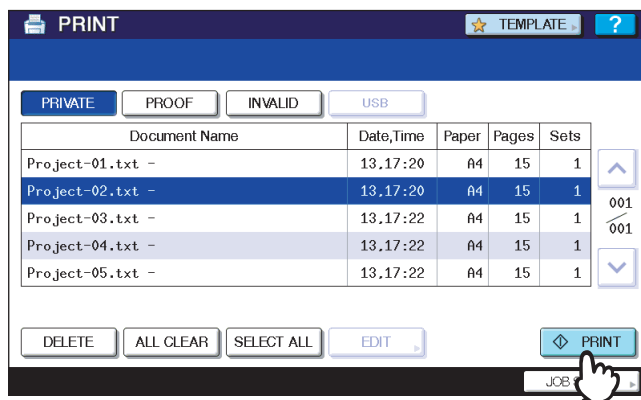 PRINT TEMPLATE ?
PRIVATE PROOF INVALID USB
Document Name Date,Time Paper Pages Sets
Project-01.txt - 13,17:20 A4 15 1
Project-02.txt - 13,17:20 A4 15 1
Project-03.txt - 13,17:22 A4 15 1
Project-04.txt - 13,17:22 A4 15 1
Project-05.txt - 13,17:22 A4 15 1
001
001
DELETE ALL CLEAR SELECT ALL EDIT PRINT
JOB